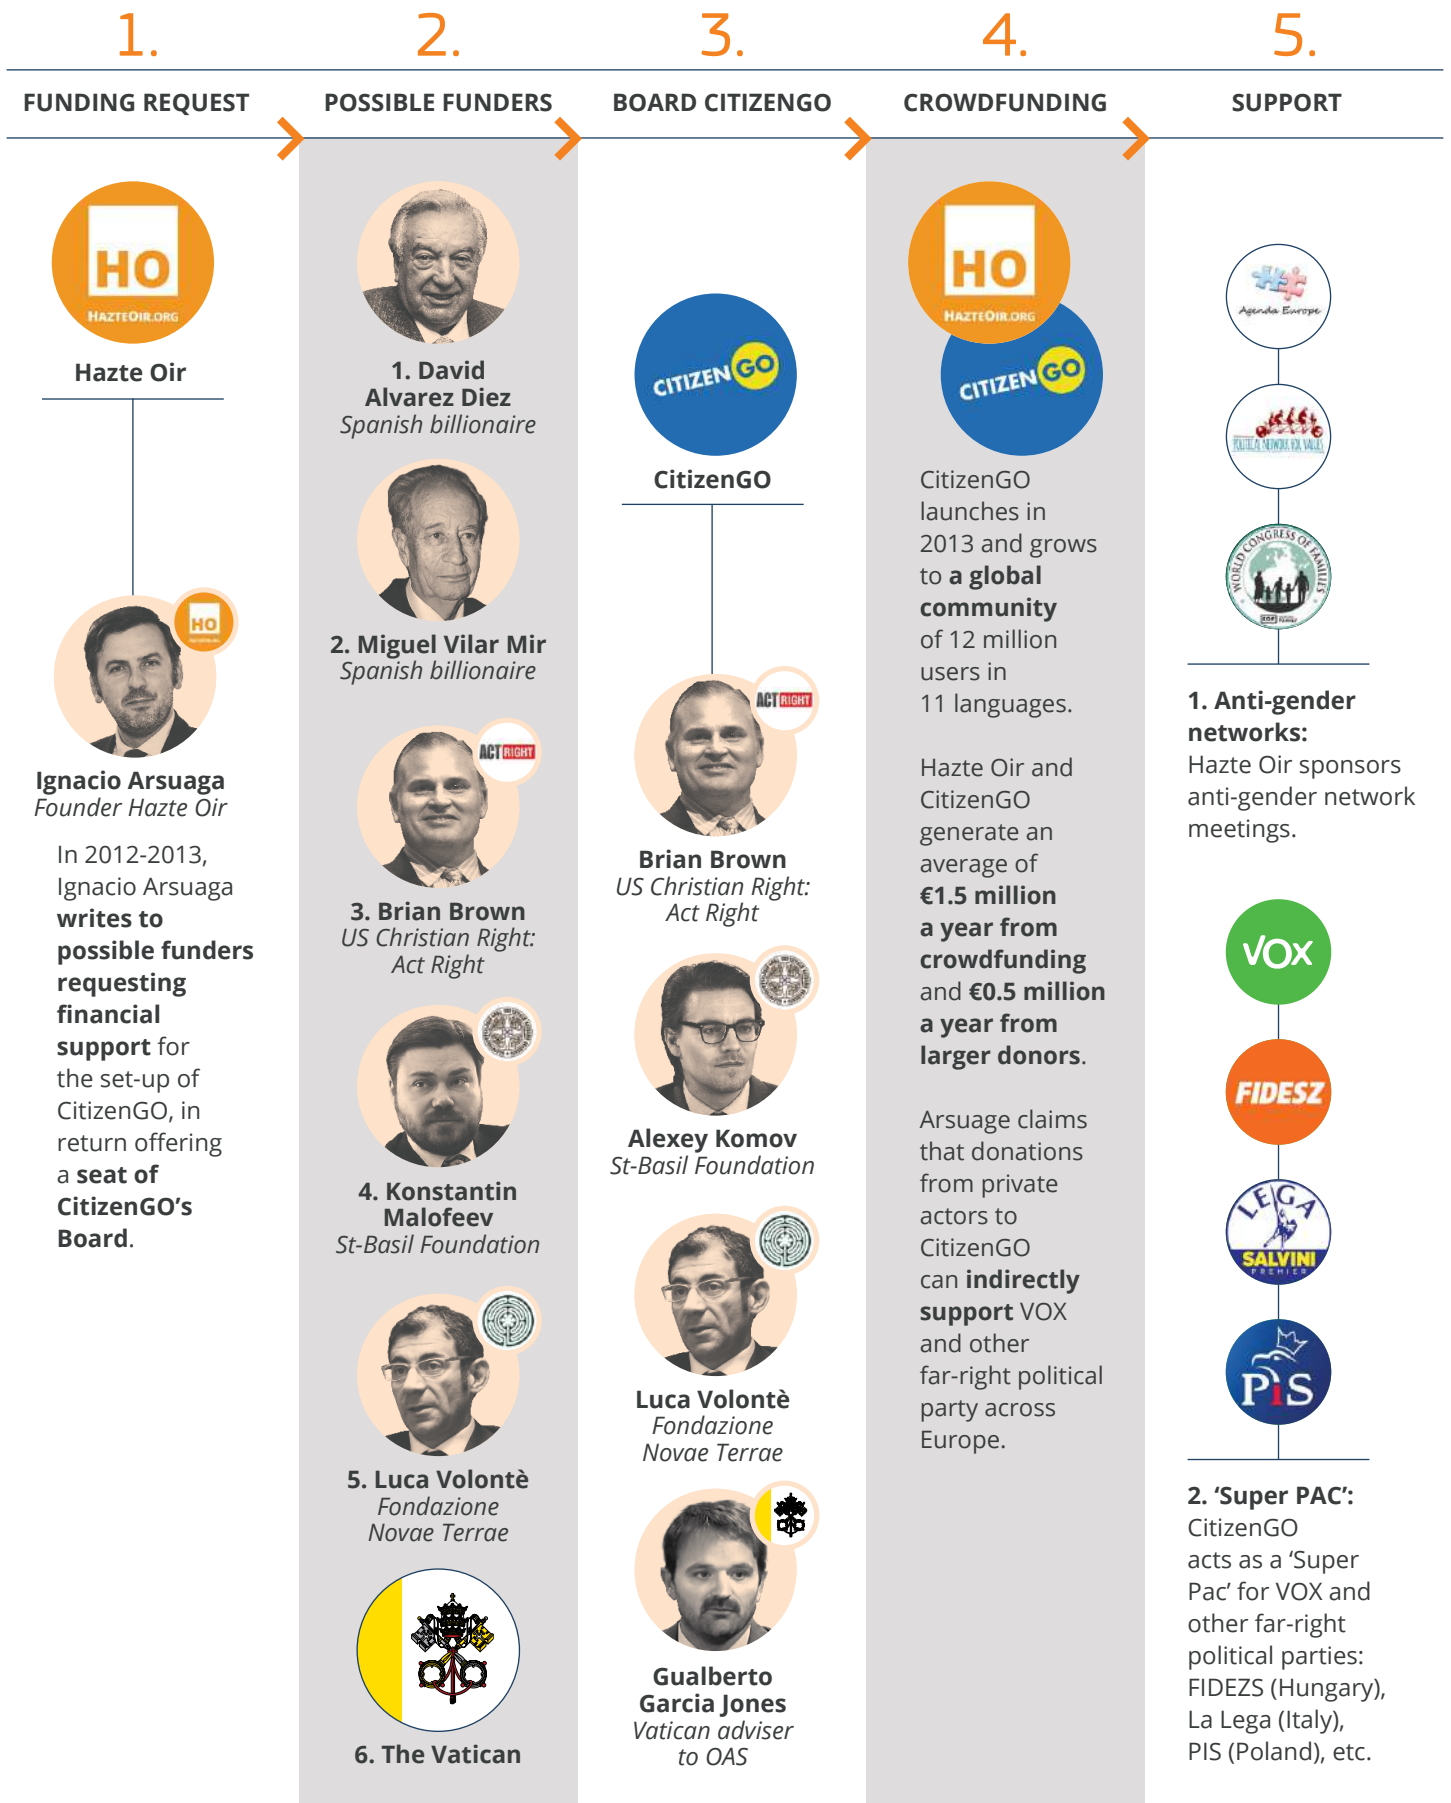 1.
2.
3.
4.
5.
FUNDING REQUEST
POSSIBLE FUNDERS
BOARD CITIZENGO
CROWDFUNDING
SUPPORT
HO
HAZTEOIR.ORG
Hazte Oir
HO
Ignacio Arsuaga
Founder Hazte Oir
In 2012-2013,
Ignacio Arsuaga
writes to
possible funders
requesting
financial
support for
the set-up of
CitizenGO, in
return offering
a seat of
CitizenGO's
Board.
1. David
Alvarez Diez
Spanish billionaire
2. Miguel Vilar Mir
Spanish billionaire
ACT RIGHT
3. Brian Brown
US Christian Right:
Act Right
4. Konstantin
Malofeev
St-Basil Foundation
5. Luca Volontè
Fondazione
Novae Terrae
6. The Vatican
CITIZENGO
CitizenGO
ACT RIGHT
Brian Brown
US Christian Right:
Act Right
Alexey Komov
St-Basil Foundation
Luca Volontè
Fondazione
Novae Terrae
Gualberto
Garcia Jones
Vatican adviser
to OAS
HO
HAZTEOIR.ORG
CITIZENGO
CitizenGO
launches in
2013 and grows
to a global
community
of 12 million
users in
11 languages.
Hazte Oir and
CitizenGO
generate an
average of
€1.5 million
a year from
crowdfunding
and €0.5 million
a year from
larger donors.
Arsuage claims
that donations
from private
actors to
CitizenGO
can indirectly
support VOX
and other
far-right political
party across
Europe.
Agenda Europe
POLITICAL NETWORK FOR VALUES
WORLD CONGRESS OF FAMILIES
1. Anti-gender
networks:
Hazte Oir sponsors
anti-gender network
meetings.
VOX
FIDESZ
LEGA
SALVINI
PREMIER
PiS
2. 'Super PAC':
CitizenGO
acts as a 'Super
Pac' for VOX and
other far-right
political parties:
FIDEZS (Hungary),
La Lega (Italy),
PIS (Poland), etc.